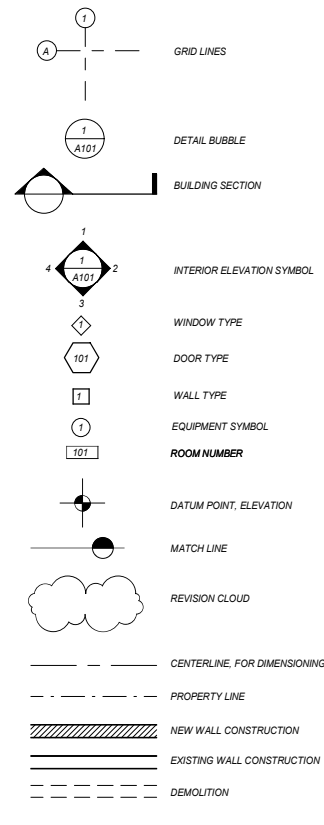 1
A
GRID LINES
1
A101
DETAIL BUBBLE
BUILDING SECTION
1
4 1 2
A101
3
INTERIOR ELEVATION SYMBOL
1
WINDOW TYPE
101
DOOR TYPE
1
WALL TYPE
1
EQUIPMENT SYMBOL
101
ROOM NUMBER
DATUM POINT, ELEVATION
MATCH LINE
REVISION CLOUD
CENTERLINE, FOR DIMENSIONING
PROPERTY LINE
NEW WALL CONSTRUCTION
EXISTING WALL CONSTRUCTION
DEMOLITION